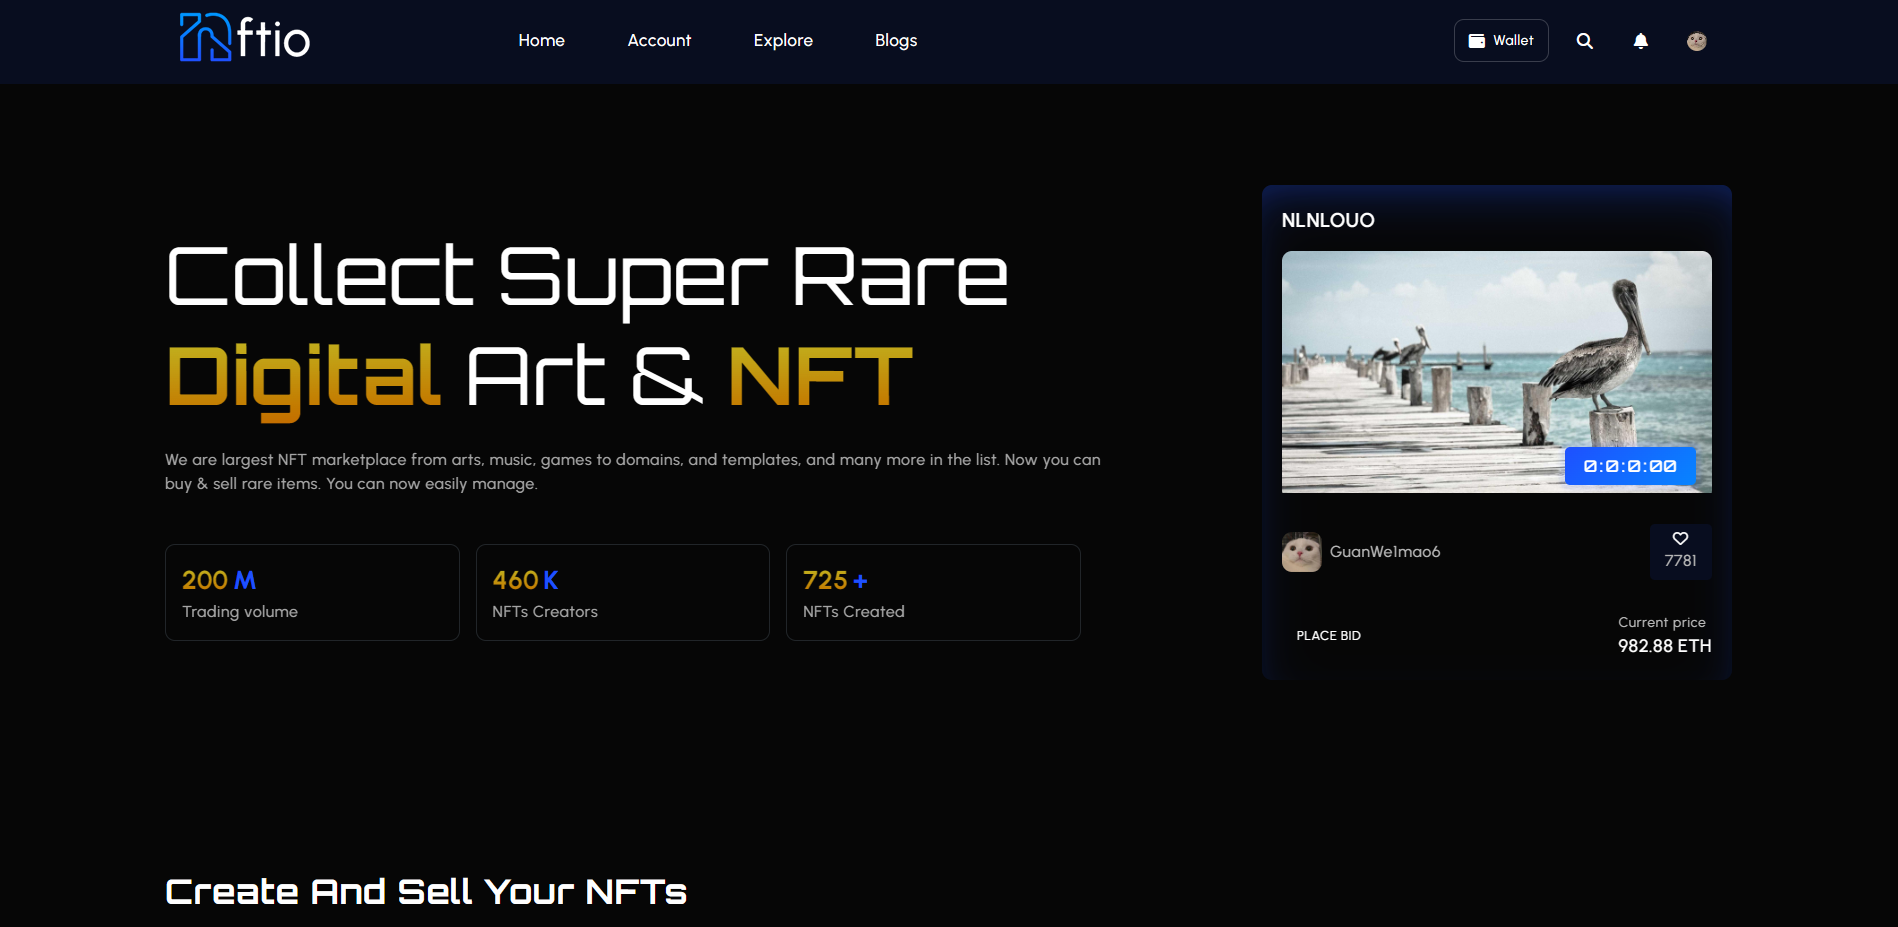 Nftio
Home
Account
Explore
Blogs
Wallet
Collect Super Rare
Digital Art & NFT
We are largest NFT marketplace from arts, music, games to domains, and templates, and many more in the list. Now you can
buy & sell rare items. You can now easily manage.
200 M
Trading volume
460 K
NFTs Creators
725 +
NFTs Created
NLNLOUO
0:0:0:00
GuanWe1mao6
7781
PLACE BID
Current price
982.88 ETH
Create And Sell Your NFTs